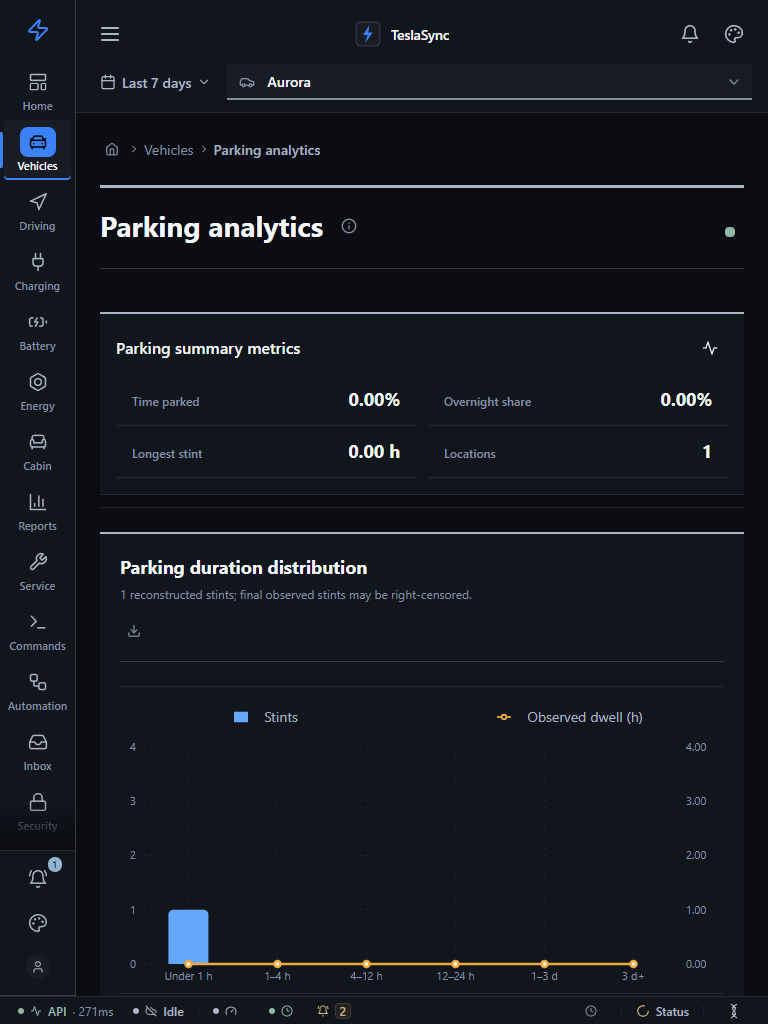 TeslaSync
Last 7 days
Aurora
Home
Vehicles
Driving
Charging
Battery
Energy
Cabin
Reports
Service
Commands
Automation
Inbox
Security
1
Vehicles
Parking analytics
Parking analytics
Parking summary metrics
Time parked 0.00%
Overnight share 0.00%
Longest stint 0.00 h
Locations 1
Parking duration distribution
1 reconstructed stints; final observed stints may be right-censored.
Stints Observed dwell (h)
4 4.00
3 3.00
2 2.00
1 1.00
0 0.00
Under 1 h 1–4 h 4–12 h 12–24 h 1–3 d 3 d+
API · 271ms Idle 2 Status